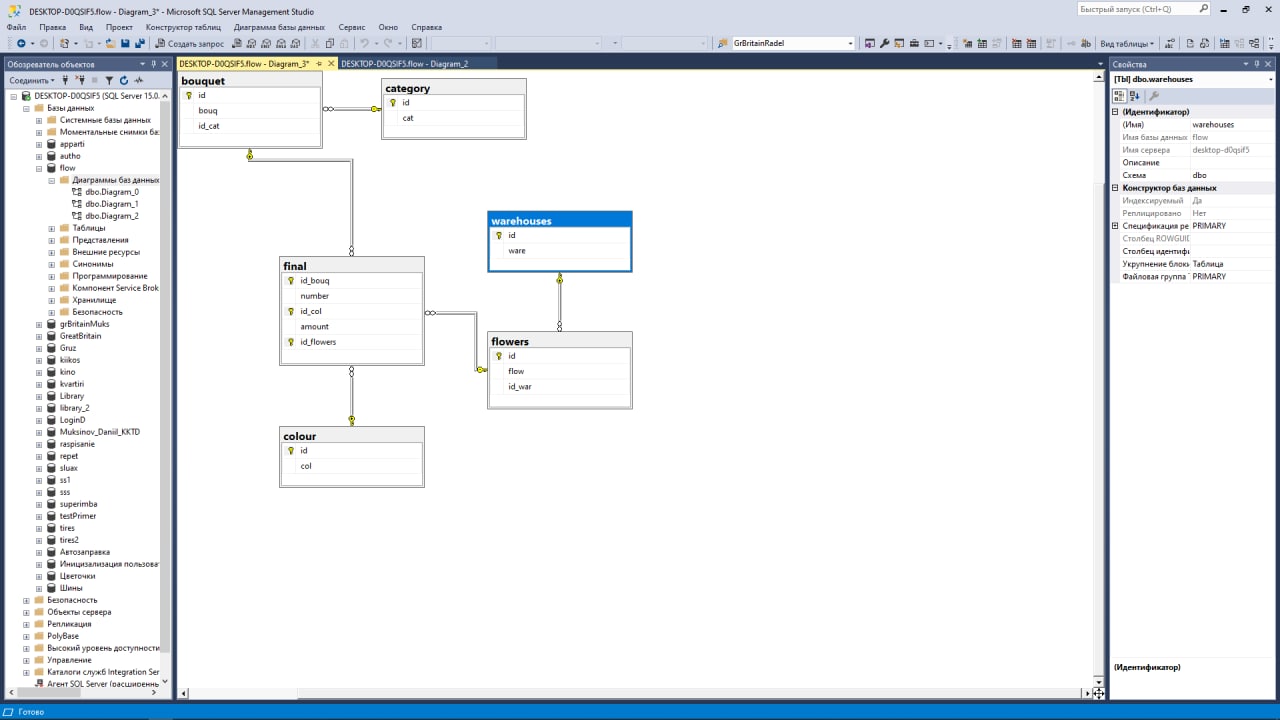 DESKTOP-D0QSIF5.flow - Diagram_3* - Microsoft SQL Server Management Studio
Быстрый запуск (Ctrl+Q)
Файл Правка Вид Проект Конструктор таблиц Диаграмма базы данных Сервис Окно Справка
Создать запрос
GrBritainRadel
Вид таблицы
Обозреватель объектов
Соединить
DESKTOP-D0QSIF5 (SQL Server 15.0.
Базы данных
Системные базы данных
Моментальные снимки ба:
apparti
autho
flow
Диаграммы баз данных
dbo.Diagram_0
dbo.Diagram_1
dbo.Diagram_2
Таблицы
Представления
Внешние ресурсы
Синонимы
Программирование
Компонент Service Brok
Хранилище
Безопасность
grBritainMuks
GreatBritain
Gruz
kiikos
kino
kvartiri
Library
library_2
LoginD
Muksinov_Daniil_KKTD
raspisanie
repet
sluax
ss1
sss
superimba
testPrimer
tires
tires2
Автозаправка
Инициализация пользова
Цветочки
Шины
Безопасность
Объекты сервера
Репликация
PolyBase
Высокий уровень доступности
Управление
Каталоги служб Integration Ser
Агент SQL Server (расширеннь
DESKTOP-D0QSIF5.flow - Diagram_3*
DESKTOP-D0QSIF5.flow - Diagram_2
bouquet
id
bouq
id_cat
category
id
cat
warehouses
id
ware
final
id_bouq
number
id_col
amount
id_flowers
flowers
id
flow
id_war
colour
id
col
Свойства
[Tbl] dbo.warehouses
(Идентификатор)
(Имя) warehouses
Имя базы данных flow
Имя сервера desktop-d0qsif5
Описание
Схема dbo
Конструктор баз данных
Индексируемый Да
Реплицировано Нет
Спецификация ре PRIMARY
Столбец ROWGUID
Столбец идентифи
Укрупнение блоки Таблица
Файловая группа PRIMARY
(Идентификатор)
Готово